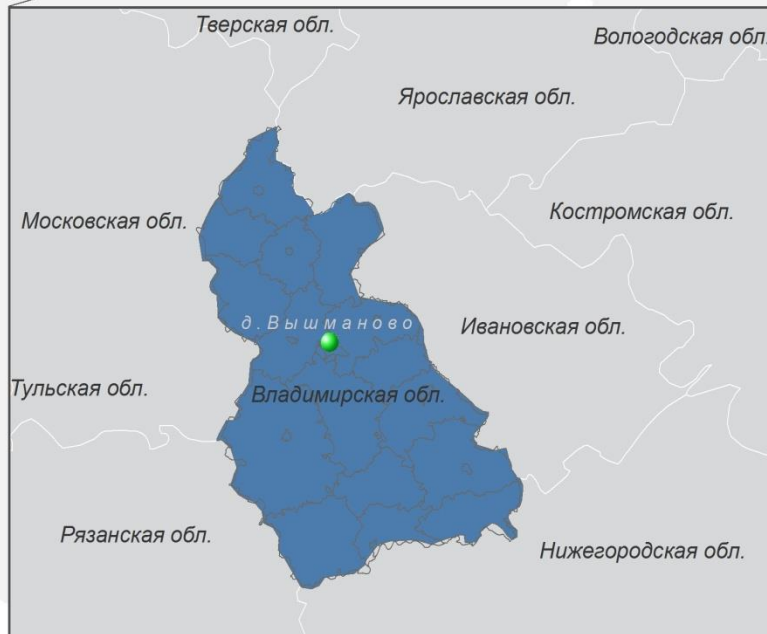 Тверская обл.
Вологодская обл.
Ярославская обл.
Московская обл.
Костромская обл.
д. Вышманово
Ивановская обл.
Тульская обл.
Владимирская обл.
Рязанская обл.
Нижегородская обл.